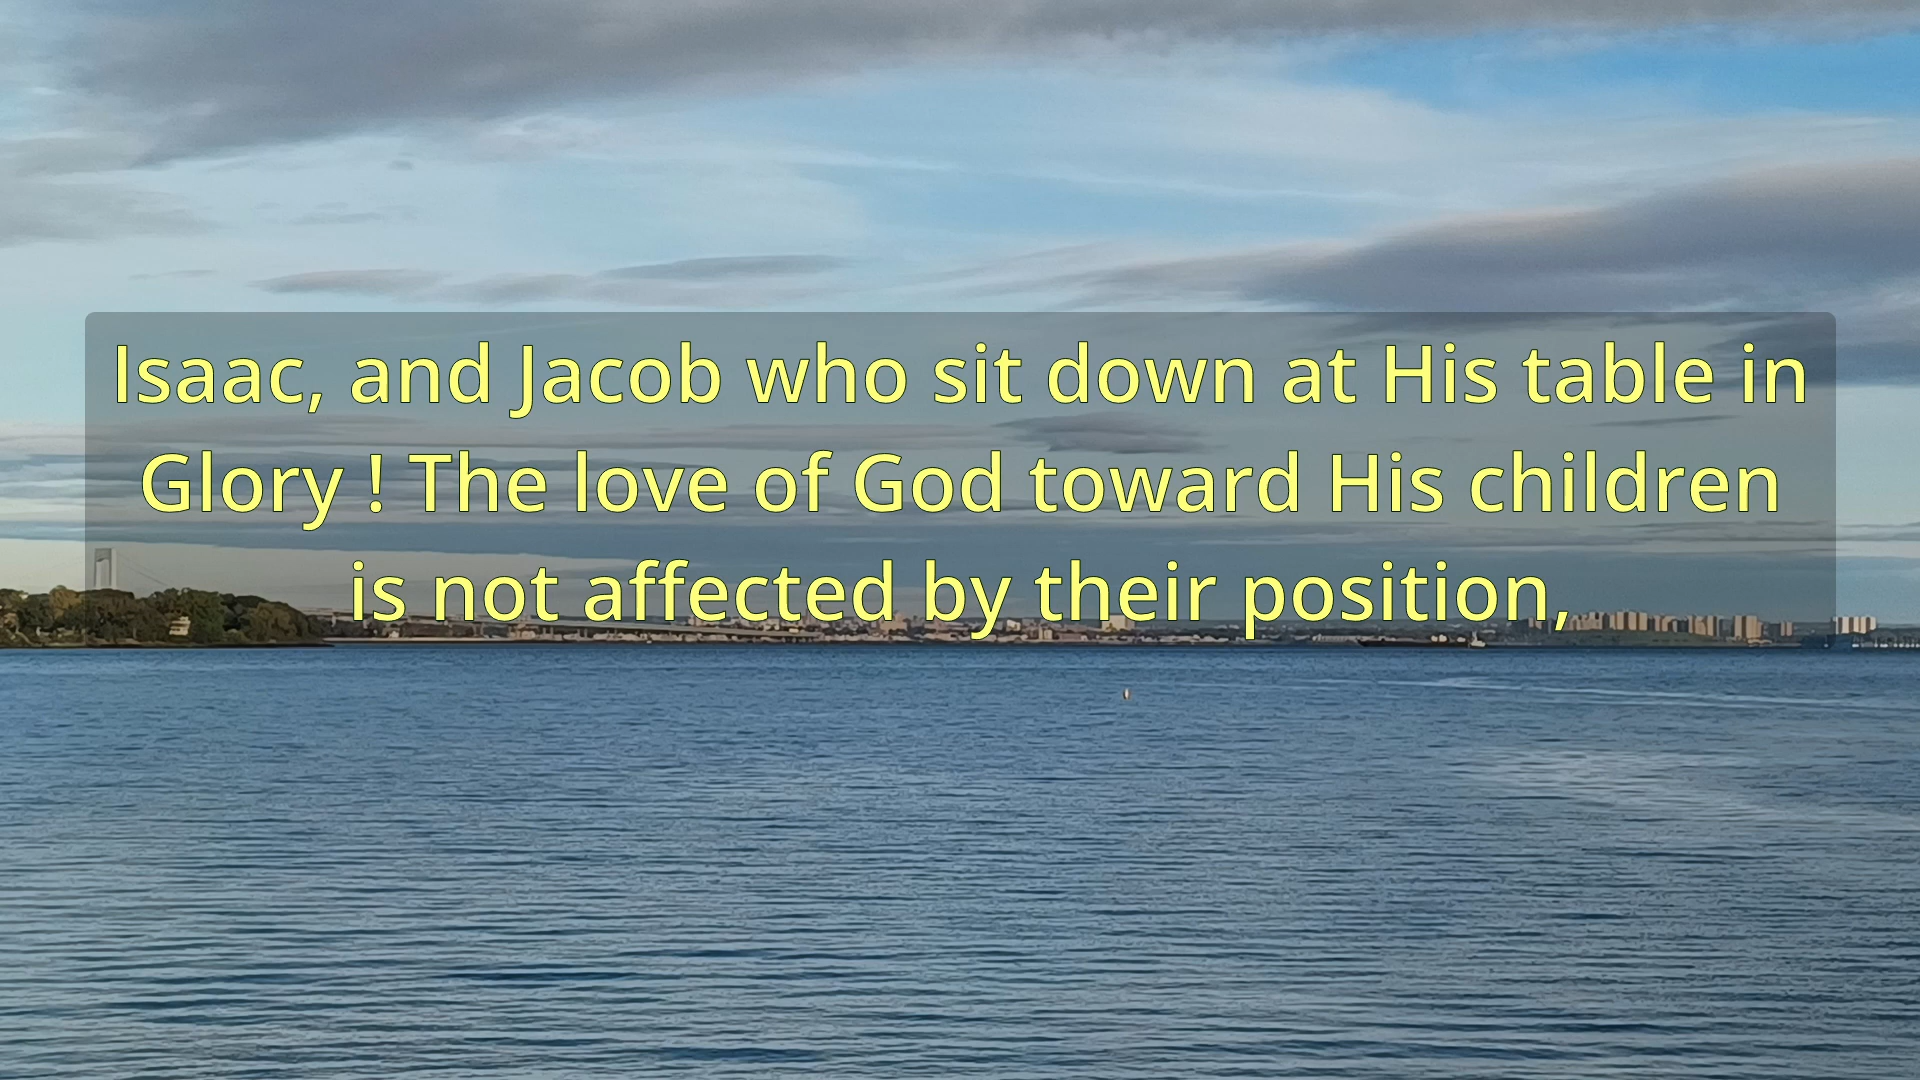 Isaac, and Jacob who sit down at His table in
Glory ! The love of God toward His children
is not affected by their position,